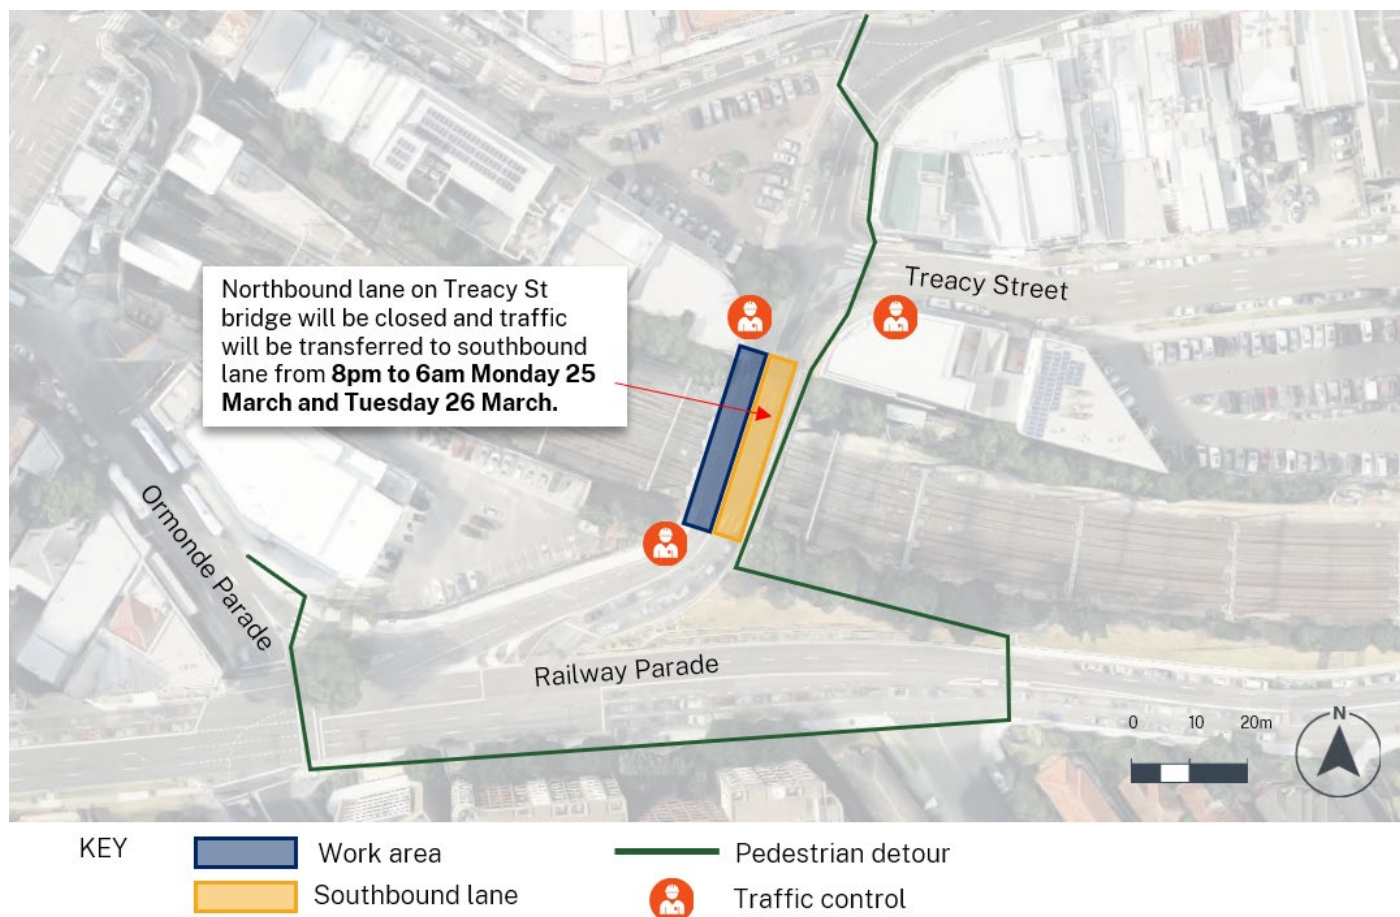 Northbound lane on Treacy St
bridge will be closed and traffic
will be transferred to southbound
lane from 8pm to 6am Monday 25
March and Tuesday 26 March.
Treacy Street
Ormonde Parade
Railway Parade
0 10 20m
N
KEY
Work area
Pedestrian detour
Southbound lane
Traffic control